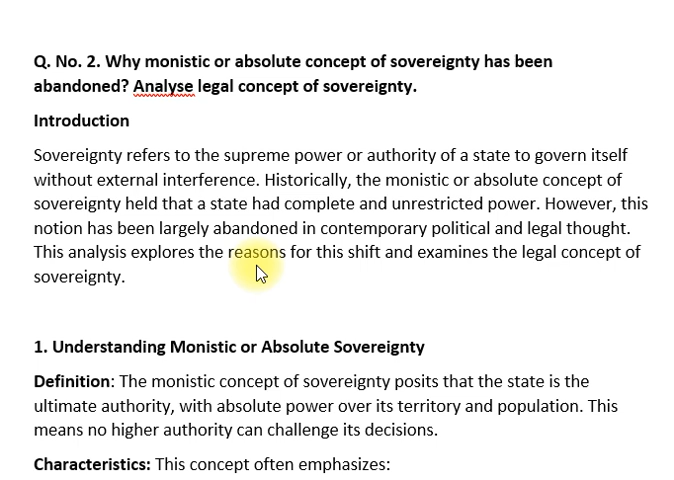 Q. No. 2. Why monistic or absolute concept of sovereignty has been
abandoned? Analyse legal concept of sovereignty.
Introduction
Sovereignty refers to the supreme power or authority of a state to govern itself
without external interference. Historically, the monistic or absolute concept of
sovereignty held that a state had complete and unrestricted power. However, this
notion has been largely abandoned in contemporary political and legal thought.
This analysis explores the reasons for this shift and examines the legal concept of
sovereignty.
1. Understanding Monistic or Absolute Sovereignty
Definition: The monistic concept of sovereignty posits that the state is the
ultimate authority, with absolute power over its territory and population. This
means no higher authority can challenge its decisions.
Characteristics: This concept often emphasizes: